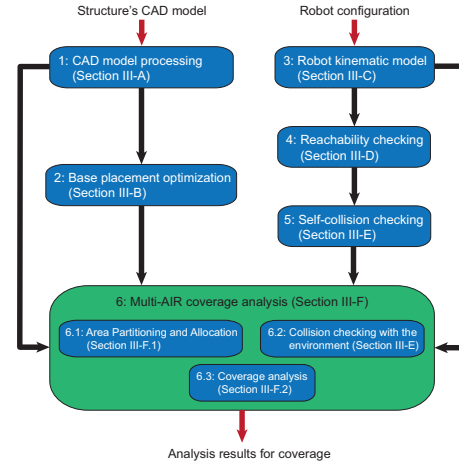 Structure's CAD model
Robot configuration
1: CAD model processing
(Section III-A)
3: Robot kinematic model
(Section III-C)
4: Reachability checking
(Section III-D)
2: Base placement optimization
(Section III-B)
5: Self-collision checking
(Section III-E)
6: Multi-AIR coverage analysis (Section III-F)
6.1: Area Partitioning and Allocation
(Section III-F.1)
6.2: Collision checking with the
environment (Section III-E)
6.3: Coverage analysis
(Section III-F.2)
Analysis results for coverage